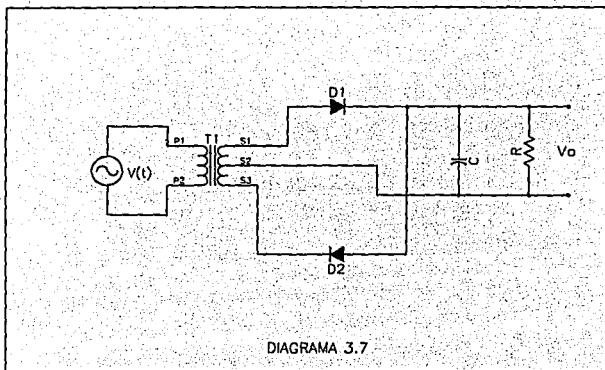 D1
P1 T1 S1
V(t) S2 C R Vo
P2 S3
D2
DIAGRAMA 3.7